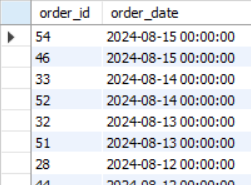 order_id order_date
54 2024-08-15 00:00:00
46 2024-08-15 00:00:00
33 2024-08-14 00:00:00
52 2024-08-14 00:00:00
32 2024-08-13 00:00:00
51 2024-08-13 00:00:00
28 2024-08-12 00:00:00